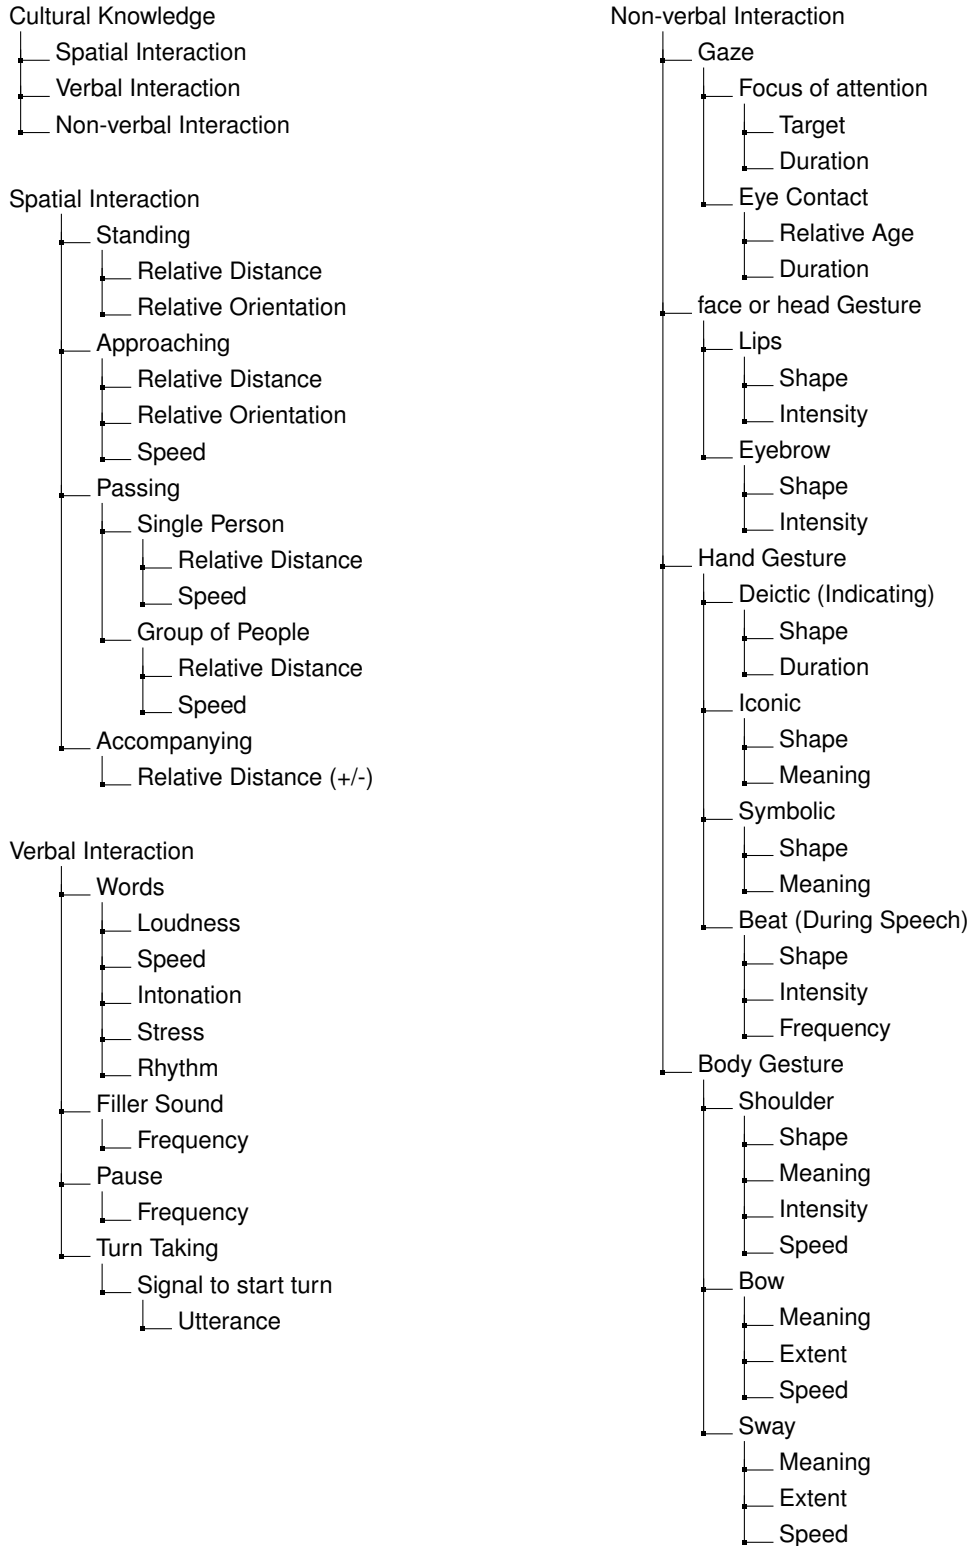 Cultural Knowledge
Spatial Interaction
Verbal Interaction
Non-verbal Interaction
Spatial Interaction
Standing
Relative Distance
Relative Orientation
Approaching
Relative Distance
Relative Orientation
Speed
Passing
Single Person
Relative Distance
Speed
Group of People
Relative Distance
Speed
Accompanying
Relative Distance (+/-)
Verbal Interaction
Words
Loudness
Speed
Intonation
Stress
Rhythm
Filler Sound
Frequency
Pause
Frequency
Turn Taking
Signal to start turn
Utterance
Non-verbal Interaction
Gaze
Focus of attention
Target
Duration
Eye Contact
Relative Age
Duration
face or head Gesture
Lips
Shape
Intensity
Eyebrow
Shape
Intensity
Hand Gesture
Deictic (Indicating)
Shape
Duration
Iconic
Shape
Meaning
Symbolic
Shape
Meaning
Beat (During Speech)
Shape
Intensity
Frequency
Body Gesture
Shoulder
Shape
Meaning
Intensity
Speed
Bow
Meaning
Extent
Speed
Sway
Meaning
Extent
Speed